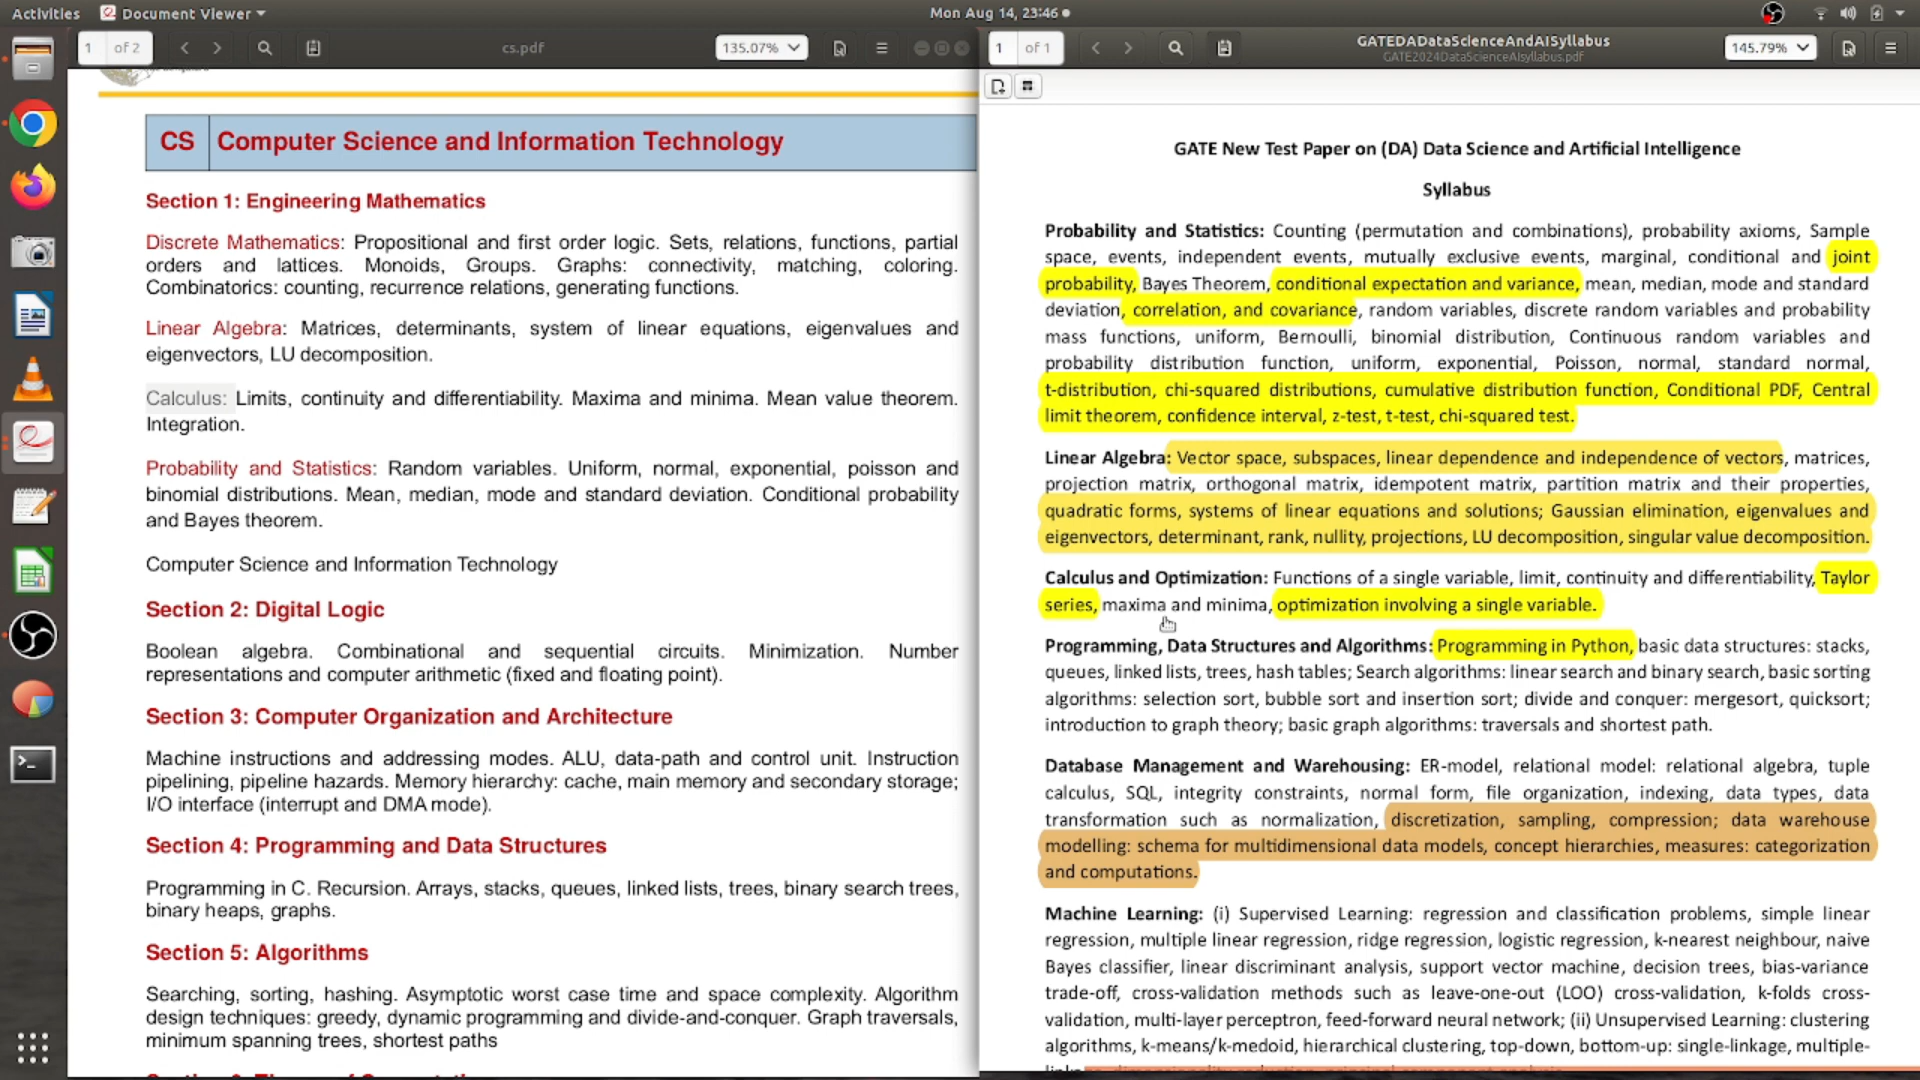 Activities
Document Viewer
Mon Aug 14, 23:46
1 of 2
cs.pdf
135.07%
1 of 1
GATEDADataScienceAndAISyllabus
GATE2024DataScienceAIsyllabus.pdf
145.79%
CS Computer Science and Information Technology
Section 1: Engineering Mathematics
Discrete Mathematics: Propositional and first order logic. Sets, relations, functions, partial
orders and lattices. Monoids, Groups. Graphs: connectivity, matching, coloring.
Combinatorics: counting, recurrence relations, generating functions.
Linear Algebra: Matrices, determinants, system of linear equations, eigenvalues and
eigenvectors, LU decomposition.
Calculus: Limits, continuity and differentiability. Maxima and minima. Mean value theorem.
Integration.
Probability and Statistics: Random variables. Uniform, normal, exponential, poisson and
binomial distributions. Mean, median, mode and standard deviation. Conditional probability
and Bayes theorem.
Computer Science and Information Technology
Section 2: Digital Logic
Boolean algebra. Combinational and sequential circuits. Minimization. Number
representations and computer arithmetic (fixed and floating point).
Section 3: Computer Organization and Architecture
Machine instructions and addressing modes. ALU, data-path and control unit. Instruction
pipelining, pipeline hazards. Memory hierarchy: cache, main memory and secondary storage;
I/O interface (interrupt and DMA mode).
Section 4: Programming and Data Structures
Programming in C. Recursion. Arrays, stacks, queues, linked lists, trees, binary search trees,
binary heaps, graphs.
Section 5: Algorithms
Searching, sorting, hashing. Asymptotic worst case time and space complexity. Algorithm
design techniques: greedy, dynamic programming and divide-and-conquer. Graph traversals,
minimum spanning trees, shortest paths
GATE New Test Paper on (DA) Data Science and Artificial Intelligence
Syllabus
Probability and Statistics: Counting (permutation and combinations), probability axioms, Sample
space, events, independent events, mutually exclusive events, marginal, conditional and joint
probability, Bayes Theorem, conditional expectation and variance, mean, median, mode and standard
deviation, correlation, and covariance, random variables, discrete random variables and probability
mass functions, uniform, Bernoulli, binomial distribution, Continuous random variables and
probability distribution function, uniform, exponential, Poisson, normal, standard normal,
t-distribution, chi-squared distributions, cumulative distribution function, Conditional PDF, Central
limit theorem, confidence interval, z-test, t-test, chi-squared test.
Linear Algebra: Vector space, subspaces, linear dependence and independence of vectors, matrices,
projection matrix, orthogonal matrix, idempotent matrix, partition matrix and their properties,
quadratic forms, systems of linear equations and solutions; Gaussian elimination, eigenvalues and
eigenvectors, determinant, rank, nullity, projections, LU decomposition, singular value decomposition.
Calculus and Optimization: Functions of a single variable, limit, continuity and differentiability, Taylor
series, maxima and minima, optimization involving a single variable.
Programming, Data Structures and Algorithms: Programming in Python, basic data structures: stacks,
queues, linked lists, trees, hash tables; Search algorithms: linear search and binary search, basic sorting
algorithms: selection sort, bubble sort and insertion sort; divide and conquer: mergesort, quicksort;
introduction to graph theory; basic graph algorithms: traversals and shortest path.
Database Management and Warehousing: ER-model, relational model: relational algebra, tuple
calculus, SQL, integrity constraints, normal form, file organization, indexing, data types, data
transformation such as normalization, discretization, sampling, compression; data warehouse
modelling: schema for multidimensional data models, concept hierarchies, measures: categorization
and computations.
Machine Learning: (i) Supervised Learning: regression and classification problems, simple linear
regression, multiple linear regression, ridge regression, logistic regression, k-nearest neighbour, naive
Bayes classifier, linear discriminant analysis, support vector machine, decision trees, bias-variance
trade-off, cross-validation methods such as leave-one-out (LOO) cross-validation, k-folds cross-
validation, multi-layer perceptron, feed-forward neural network; (ii) Unsupervised Learning: clustering
algorithms, k-means/k-medoid, hierarchical clustering, top-down, bottom-up: single-linkage, multiple-